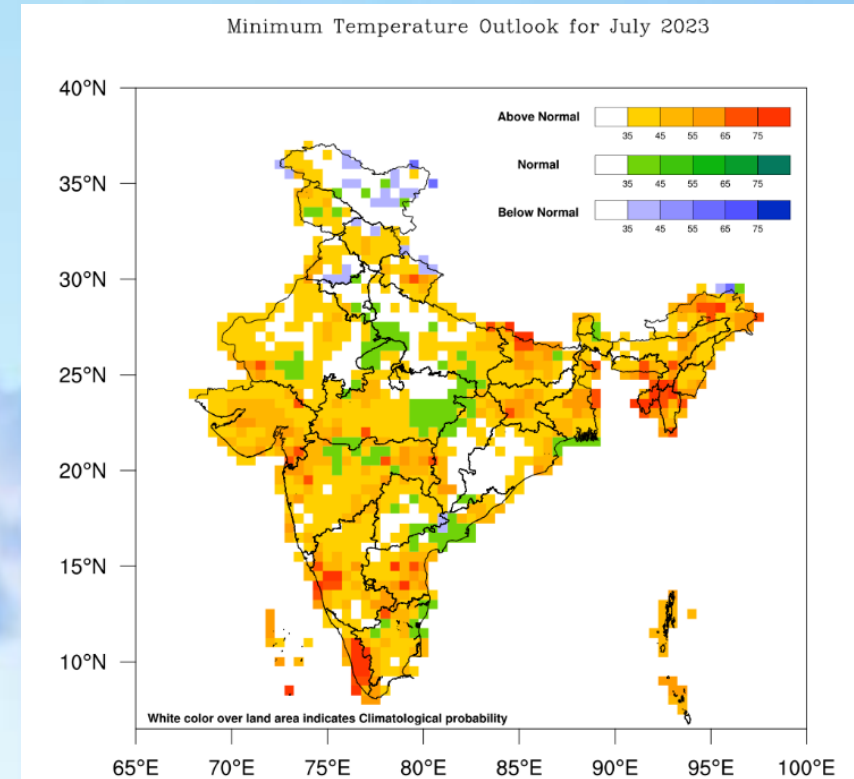 Minimum Temperature Outlook for July 2023
40°N
Above Normal
35 45 55 65 75
Normal
35 45 55 65 75
35°N
Below Normal
35 45 55 65 75
30°N
25°N
20°N
15°N
10°N
White color over land area indicates Climatological probability
65°E 70°E 75°E 80°E 85°E 90°E 95°E 100°E